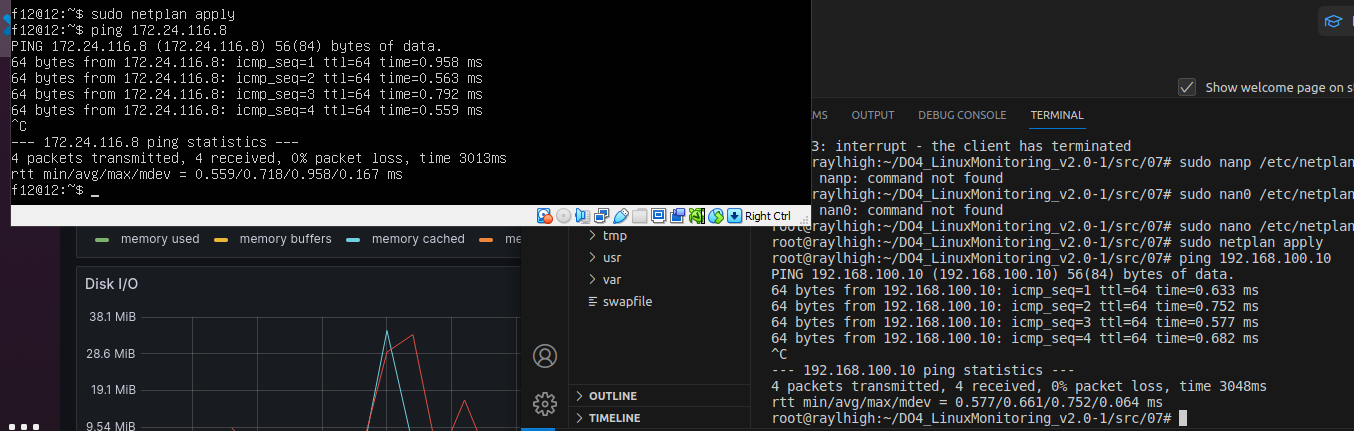 f12@12:~$ sudo netplan apply
f12@12:~$ ping 172.24.116.8
PING 172.24.116.8 (172.24.116.8) 56(84) bytes of data.
64 bytes from 172.24.116.8: icmp_seq=1 ttl=64 time=0.958 ms
64 bytes from 172.24.116.8: icmp_seq=2 ttl=64 time=0.563 ms
64 bytes from 172.24.116.8: icmp_seq=3 ttl=64 time=0.792 ms
64 bytes from 172.24.116.8: icmp_seq=4 ttl=64 time=0.559 ms
^C
--- 172.24.116.8 ping statistics ---
4 packets transmitted, 4 received, 0% packet loss, time 3013ms
rtt min/avg/max/mdev = 0.559/0.718/0.958/0.167 ms
f12@12:~$ _
Right Ctrl
memory used
memory buffers
memory cached
me
Disk I/O
38.1 MiB
28.6 MiB
19.1 MiB
9.54 MiB
tmp
usr
var
swapfile
OUTLINE
TIMELINE
Show welcome page on s
MS
OUTPUT
DEBUG CONSOLE
TERMINAL
3: interrupt - the client has terminated
raylhigh:~/DO4_LinuxMonitoring_v2.0-1/src/07# sudo nanp /etc/netplan
nanp: command not found
raylhigh:~/DO4_LinuxMonitoring_v2.0-1/src/07# sudo nan0 /etc/netplan
nan0: command not found
root@raylhigh:~/DO4_LinuxMonitoring_v2.0-1/src/07# sudo nano /etc/netplan
root@raylhigh:~/DO4_LinuxMonitoring_v2.0-1/src/07# sudo netplan apply
root@raylhigh:~/DO4_LinuxMonitoring_v2.0-1/src/07# ping 192.168.100.10
PING 192.168.100.10 (192.168.100.10) 56(84) bytes of data.
64 bytes from 192.168.100.10: icmp_seq=1 ttl=64 time=0.633 ms
64 bytes from 192.168.100.10: icmp_seq=2 ttl=64 time=0.752 ms
64 bytes from 192.168.100.10: icmp_seq=3 ttl=64 time=0.577 ms
64 bytes from 192.168.100.10: icmp_seq=4 ttl=64 time=0.682 ms
^C
--- 192.168.100.10 ping statistics ---
4 packets transmitted, 4 received, 0% packet loss, time 3048ms
rtt min/avg/max/mdev = 0.577/0.661/0.752/0.064 ms
root@raylhigh:~/DO4_LinuxMonitoring_v2.0-1/src/07#